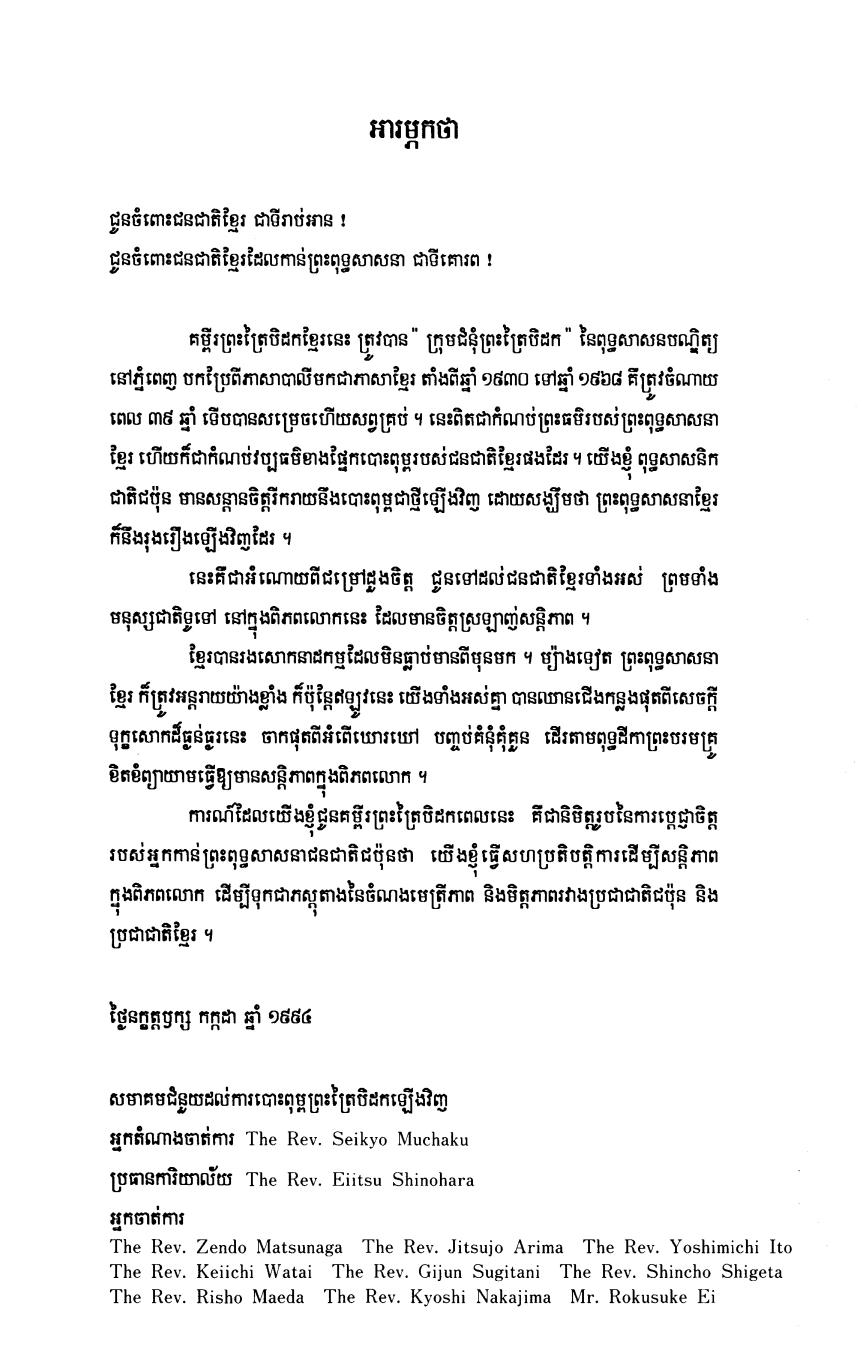 អារម្ភកថា
ជូនចំពោះជនជាតិខ្មែរ ជាទីរាប់អាន !
ជូនចំពោះជនជាតិខ្មែរដែលកាន់ព្រះពុទ្ធសាសនា ជាទីគោរព !
គម្ពីរព្រះត្រៃបិដកខ្មែរនេះ ត្រូវបាន" ក្រុមជំនុំព្រះត្រៃបិដក" នៃពុទ្ធសាសនបណ្ឌិត្យ
នៅភ្នំពេញ បកប្រែពីភាសាបាលីមកជាភាសាខ្មែរ តាំងពីឆ្នាំ ១៩៣០ ទៅឆ្នាំ ១៩៦៨ គឺត្រូវចំណាយ
ពេល ៣៩ ឆ្នាំ ទើបបានសម្រេចហើយសព្វគ្រប់ ។ នេះពិតជាកំណប់ព្រះធម៌របស់ព្រះពុទ្ធសាសនា
ខ្មែរ ហើយក៏ជាកំណប់វប្បធម៌ខាងផ្នែកបោះពុម្ពរបស់ជនជាតិខ្មែរផងដែរ ។ យើងខ្ញុំ ពុទ្ធសាសនិក
ជាតិជប៉ុន មានសន្តានចិត្តរីករាយនឹងបោះពុម្ពជាថ្មីឡើងវិញ ដោយសង្ឃឹមថា ព្រះពុទ្ធសាសនាខ្មែរ
ក៏នឹងរុងរឿងឡើងវិញដែរ ។
នេះគឺជាអំណោយពីជម្រៅដួងចិត្ត ជូនទៅដល់ជនជាតិខ្មែរទាំងអស់ ព្រមទាំង
មនុស្សជាតិទូទៅ នៅក្នុងពិភពលោកនេះ ដែលមានចិត្តស្រឡាញ់សន្តិភាព ។
ខ្មែរបានរងសោកនាដកម្មដែលមិនធ្លាប់មានពីមុនមក ។ ម្យ៉ាងទៀត ព្រះពុទ្ធសាសនា
ខ្មែរ ក៏ត្រូវអន្តរាយយ៉ាងខ្លាំង ក៏ប៉ុន្តែឥឡូវនេះ យើងទាំងអស់គ្នា បានឈានជើងកន្លងផុតពីសេចក្តី
ទុក្ខសោកដ៏ធ្ងន់ធ្ងរនេះ ចាកផុតពីអំពើឃោរឃៅ បញ្ចប់គំនុំគុំគួន ដើរតាមពុទ្ធដីកាព្រះបរមគ្រូ
ខិតខំព្យាយាមធ្វើឱ្យមានសន្តិភាពក្នុងពិភពលោក ។
ការណ៍ដែលយើងខ្ញុំជូនគម្ពីរព្រះត្រៃបិដកពេលនេះ គឺជានិមិត្តរូបនៃការប្តេជ្ញាចិត្ត
របស់អ្នកកាន់ព្រះពុទ្ធសាសនាជនជាតិជប៉ុនថា យើងខ្ញុំធ្វើសហប្រតិបត្តិការដើម្បីសន្តិភាព
ក្នុងពិភពលោក ដើម្បីទុកជាភស្តុតាងនៃចំណងមេត្រីភាព និងមិត្តភាពរវាងប្រជាជាតិជប៉ុន និង
ប្រជាជាតិខ្មែរ ។
ថ្ងៃនក្ខត្តឫក្ស កក្កដា ឆ្នាំ ១៩៩៤
សមាគមជំនួយដល់ការបោះពុម្ពព្រះត្រៃបិដកឡើងវិញ
អ្នកតំណាងចាត់ការ The Rev. Seikyo Muchaku
ប្រធានការិយាល័យ The Rev. Eiitsu Shinohara
អ្នកចាត់ការ
The Rev. Zendo Matsunaga The Rev. Jitsujo Arima The Rev. Yoshimichi Ito
The Rev. Keiichi Watai The Rev. Gijun Sugitani The Rev. Shincho Shigeta
The Rev. Risho Maeda The Rev. Kyoshi Nakajima Mr. Rokusuke Ei